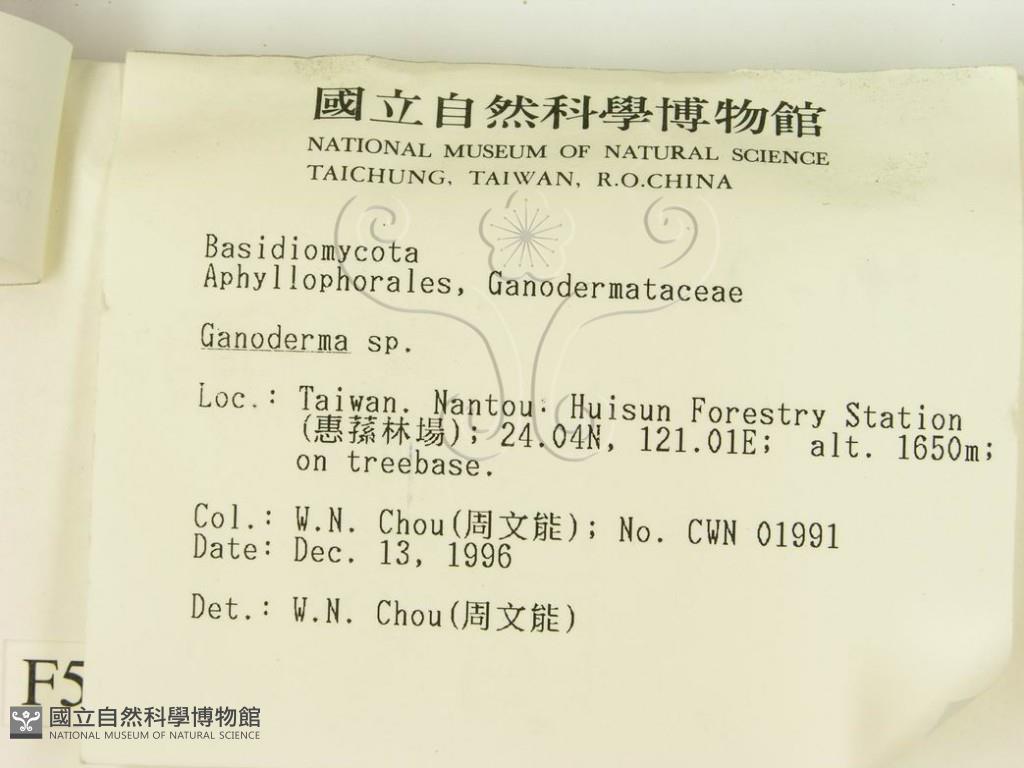 國立自然科學博物館
NATIONAL MUSEUM OF NATURAL SCIENCE
TAICHUNG, TAIWAN, R.O.CHINA
Basidiomycota
Aphyllophorales, Ganodermataceae
Ganoderma sp.
Loc.: Taiwan. Nantou: Huisun Forestry Station
(惠蓀林場); 24.04N, 121.01E; alt. 1650m;
on treebase.
Col.: W.N. Chou(周文能); No. CWN 01991
Date: Dec. 13, 1996
Det.: W.N. Chou(周文能)
F5
國立自然科學博物館
NATIONAL MUSEUM OF NATURAL SCIENCE